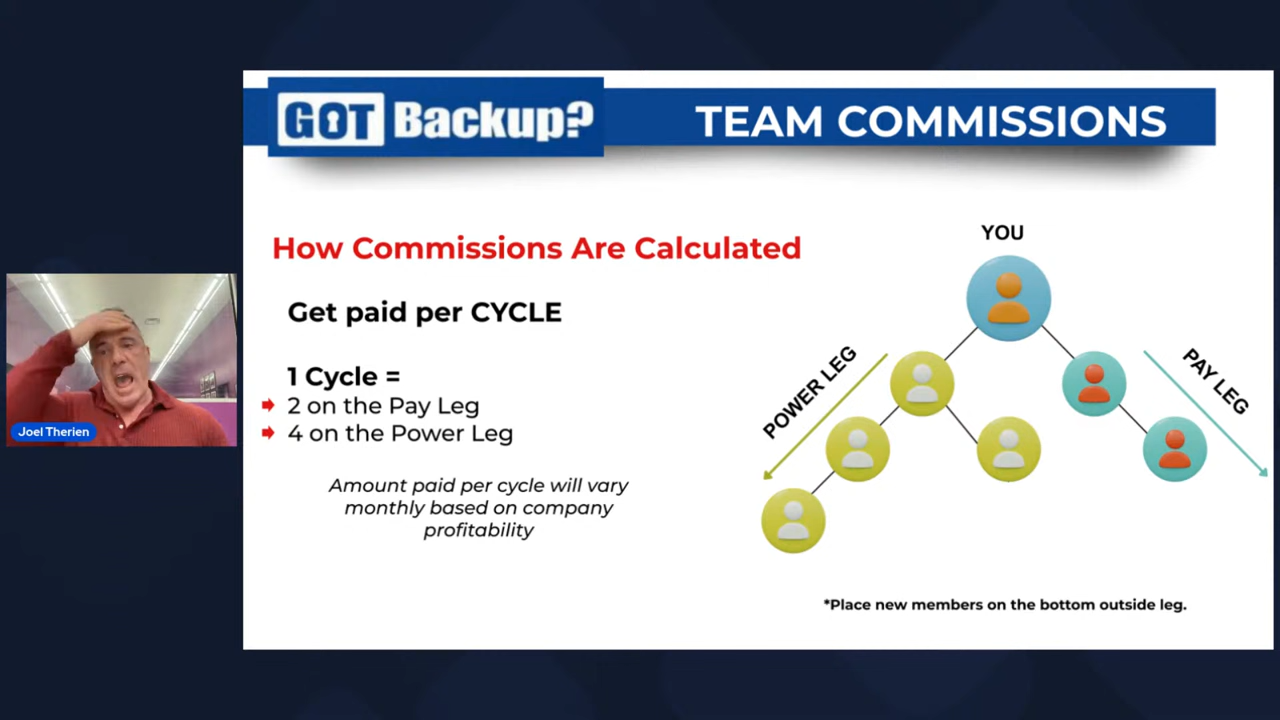 GOT Backup?
TEAM COMMISSIONS
How Commissions Are Calculated
Get paid per CYCLE
1 Cycle =
2 on the Pay Leg
4 on the Power Leg
Amount paid per cycle will vary
monthly based on company
profitability
YOU
POWER LEG
PAY LEG
*Place new members on the bottom outside leg.
Joel Therien